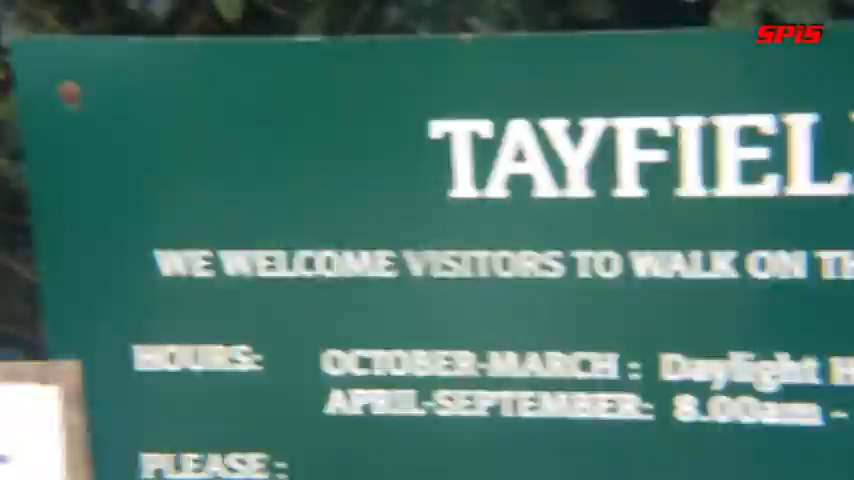 SPiS
TAYFIEL
WE WELCOME VISITORS TO WALK ON TH
HOURS: OCTOBER-MARCH : Daylight H
APRIL-SEPTEMBER: 8.00am -
PLEASE :